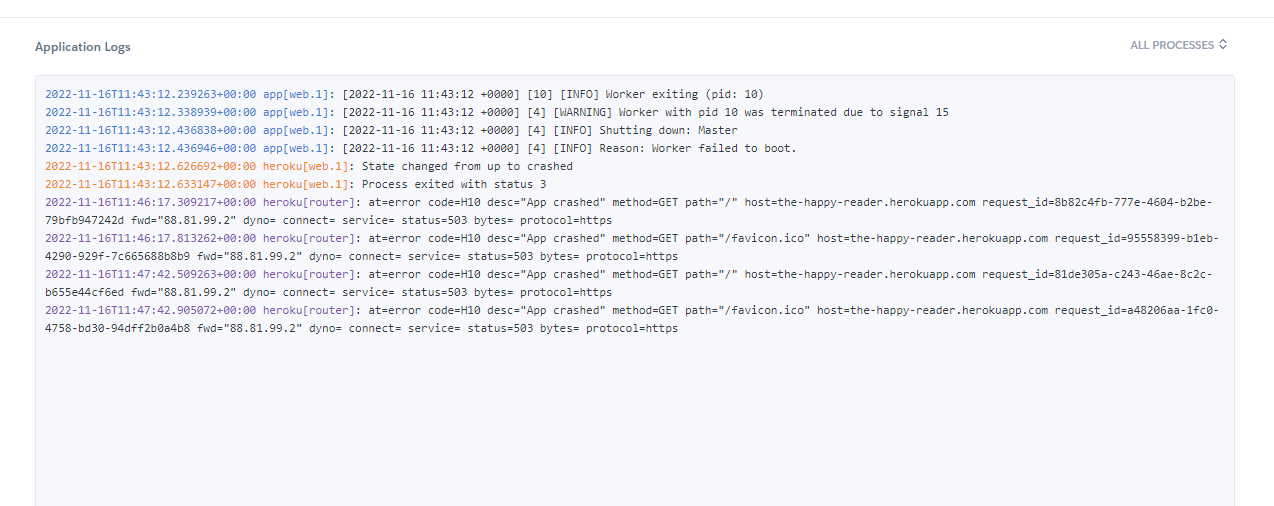 Application Logs
ALL PROCESSES
2022-11-16T11:43:12.239263+00:00 app[web.1]: [2022-11-16 11:43:12 +0000] [10] [INFO] Worker exiting (pid: 10)
2022-11-16T11:43:12.338939+00:00 app[web.1]: [2022-11-16 11:43:12 +0000] [4] [WARNING] Worker with pid 10 was terminated due to signal 15
2022-11-16T11:43:12.436838+00:00 app[web.1]: [2022-11-16 11:43:12 +0000] [4] [INFO] Shutting down: Master
2022-11-16T11:43:12.436946+00:00 app[web.1]: [2022-11-16 11:43:12 +0000] [4] [INFO] Reason: Worker failed to boot.
2022-11-16T11:43:12.626692+00:00 heroku[web.1]: State changed from up to crashed
2022-11-16T11:43:12.633147+00:00 heroku[web.1]: Process exited with status 3
2022-11-16T11:46:17.309217+00:00 heroku[router]: at=error code=H10 desc="App crashed" method=GET path="/" host=the-happy-reader.herokuapp.com request_id=8b82c4fb-777e-4604-b2be-
79bfb947242d fwd="88.81.99.2" dyno= connect= service= status=503 bytes= protocol=https
2022-11-16T11:46:17.813262+00:00 heroku[router]: at=error code=H10 desc="App crashed" method=GET path="/favicon.ico" host=the-happy-reader.herokuapp.com request_id=95558399-b1eb-
4290-929f-7c665688b8b9 fwd="88.81.99.2" dyno= connect= service= status=503 bytes= protocol=https
2022-11-16T11:47:42.509263+00:00 heroku[router]: at=error code=H10 desc="App crashed" method=GET path="/" host=the-happy-reader.herokuapp.com request_id=81de305a-c243-46ae-8c2c-
b655e44cf6ed fwd="88.81.99.2" dyno= connect= service= status=503 bytes= protocol=https
2022-11-16T11:47:42.905072+00:00 heroku[router]: at=error code=H10 desc="App crashed" method=GET path="/favicon.ico" host=the-happy-reader.herokuapp.com request_id=a48206aa-1fc0-
4758-bd30-94dff2b0a4b8 fwd="88.81.99.2" dyno= connect= service= status=503 bytes= protocol=https